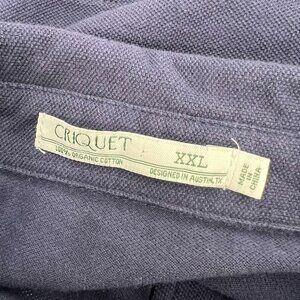 CRIQUET
100% ORGANIC COTTON
XXL
DESIGNED IN AUSTIN, TX
MADE
IN
CHINA